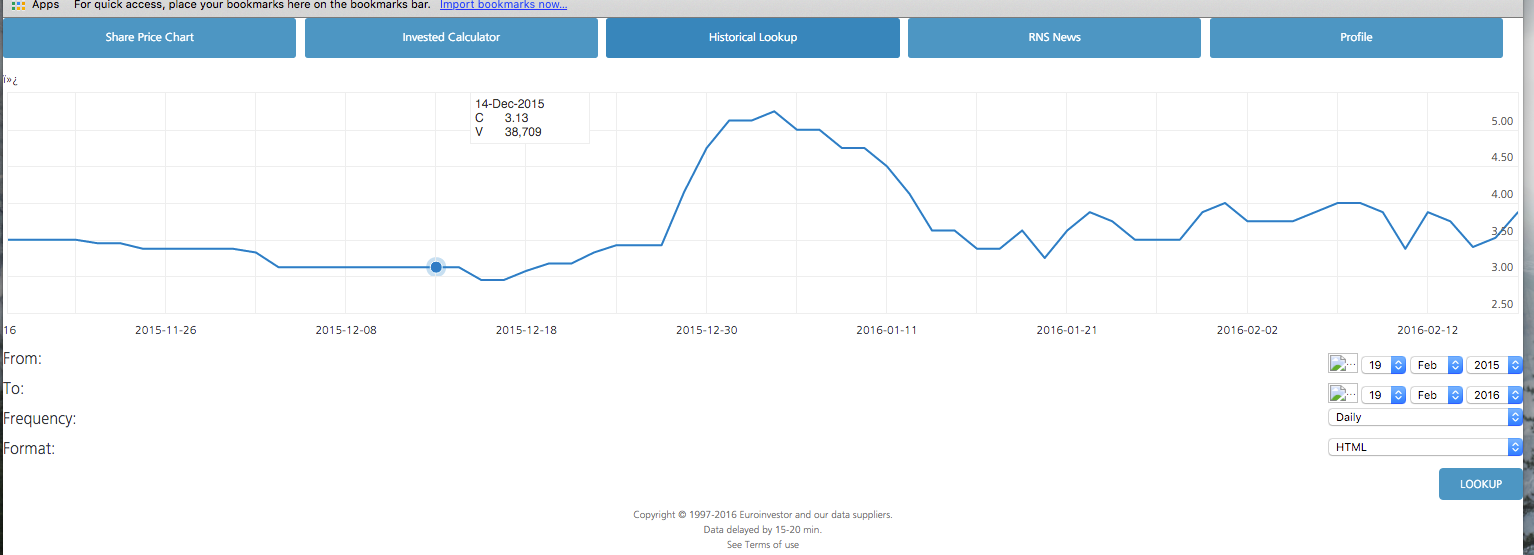 Apps For quick access, place your bookmarks here on the bookmarks bar. Import bookmarks now...
Share Price Chart Invested Calculator Historical Lookup RNS News Profile
ï»¿
14-Dec-2015
C 3.13
V 38,709
5.00
4.50
4.00
3.50
3.00
2.50
16 2015-11-26 2015-12-08 2015-12-18 2015-12-30 2016-01-11 2016-01-21 2016-02-02 2016-02-12
From: 19 Feb 2015
To: 19 Feb 2016
Frequency: Daily
Format: HTML
LOOKUP
Copyright © 1997-2016 Euroinvestor and our data suppliers.
Data delayed by 15-20 min.
See Terms of use